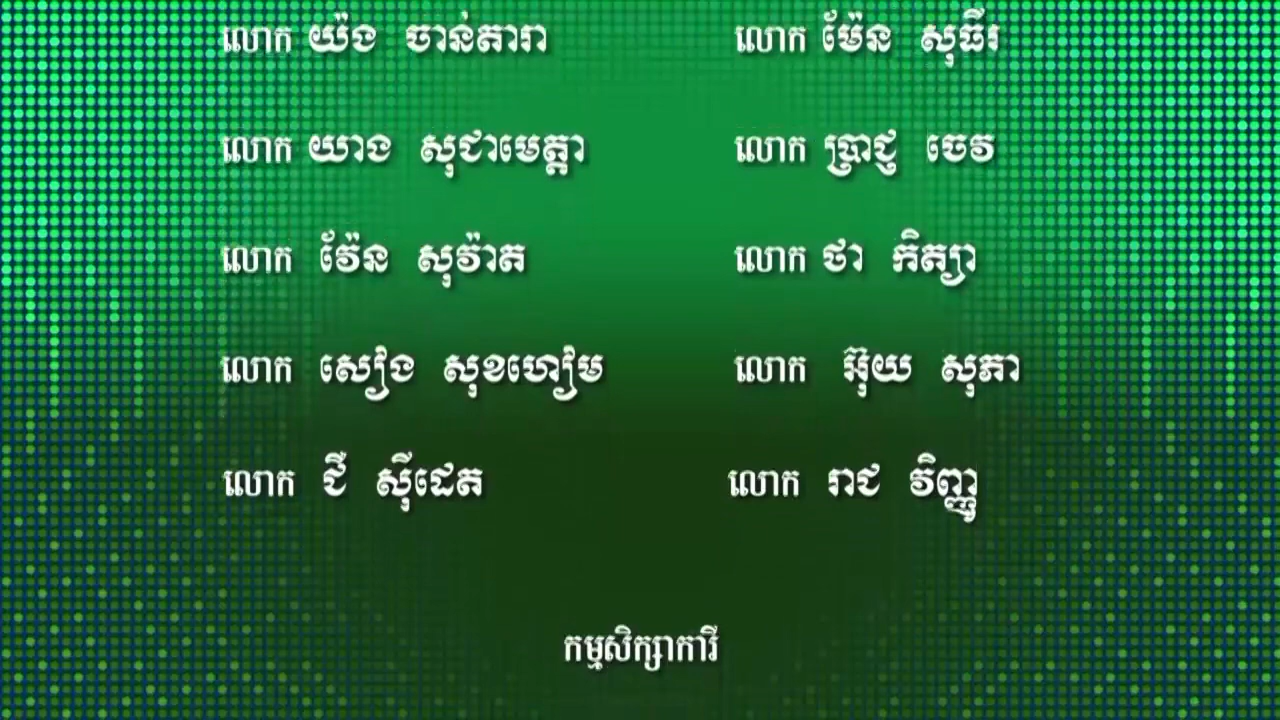 លោក យ៉ង ចាន់តារា លោក ម៉ែន សុធីរ
លោក យាង សុជាមេត្តា លោក ប្រាជ្ញ ចេវ
លោក វ៉ែន សុវ៉ាត លោក ថា កិត្យា
លោក សៀង សុខហៀម លោក អ៊ុយ សុភា
លោក ជី ស៊ីដេត លោក រាជ វិញ្ញូ
កម្មសិក្សាការី